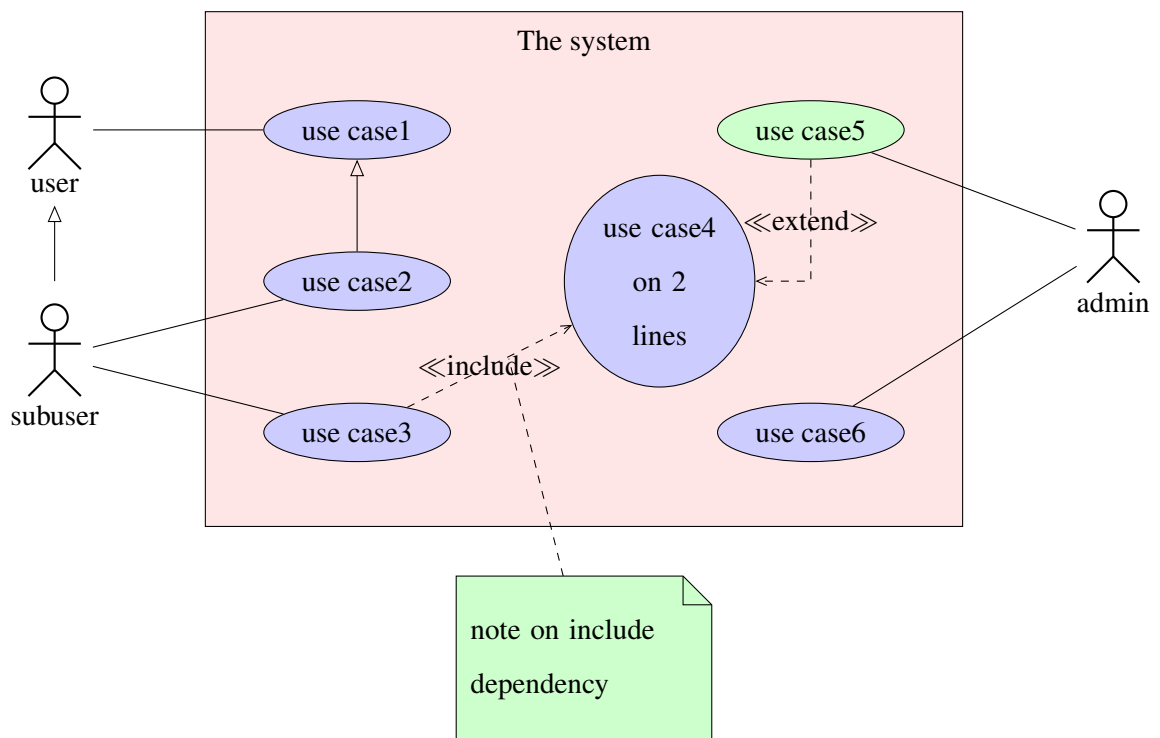 The system
user
use case1
use case5
use case4
on 2
lines
≪extend≫
use case2
admin
≪include≫
subuser
use case3
use case6
note on include
dependency